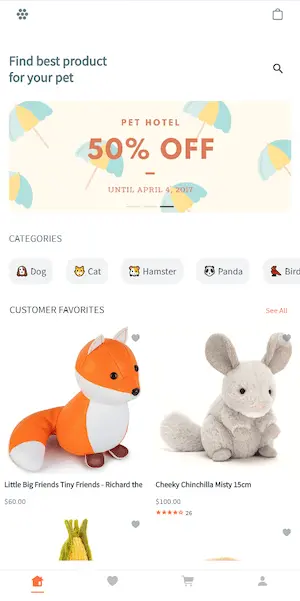 Find best product
for your pet
PET HOTEL
50% OFF
UNTIL APRIL 4, 2017
CATEGORIES
Dog
Cat
Hamster
Panda
Bird
CUSTOMER FAVORITES
See All
Little Big Friends Tiny Friends - Richard the
Cheeky Chinchilla Misty 15cm
$60.00
$100.00
26